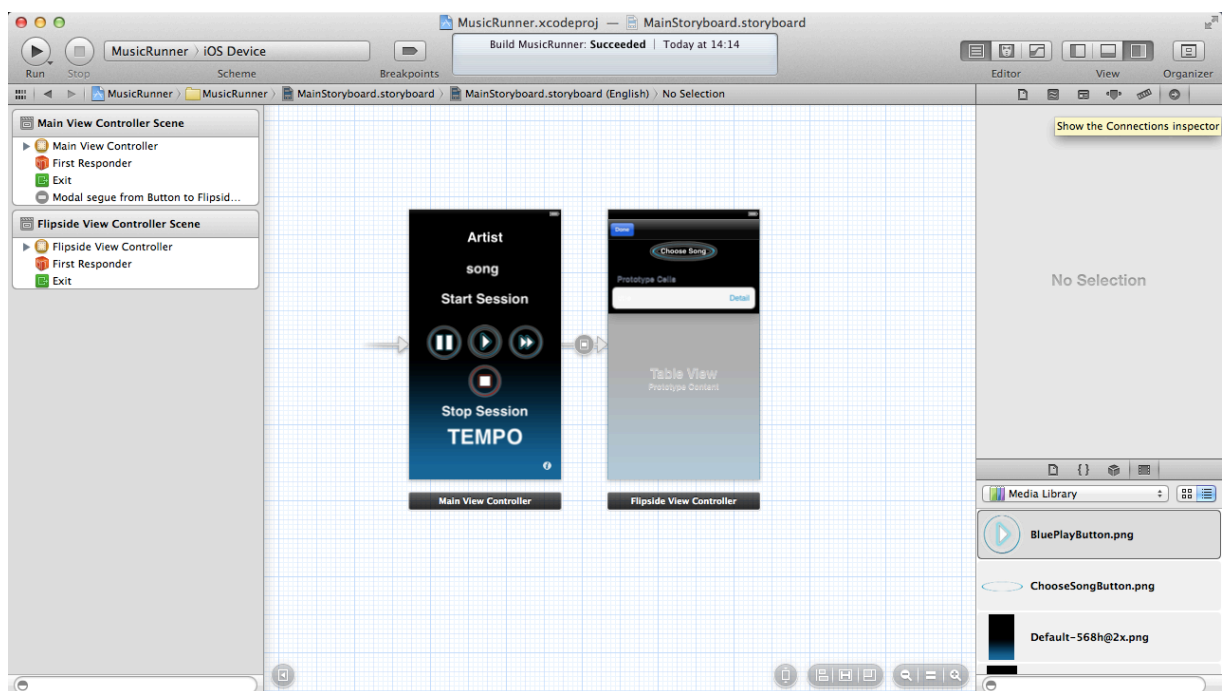 MusicRunner.xcodeproj — MainStoryboard.storyboard
MusicRunner iOS Device
Build MusicRunner: Succeeded | Today at 14:14
Run Stop Scheme Breakpoints Editor View Organizer
MusicRunner MusicRunner MainStoryboard.storyboard MainStoryboard.storyboard (English) No Selection
Show the Connections inspector
Main View Controller Scene
Main View Controller
First Responder
Exit
Modal segue from Button to Flipsid...
Flipside View Controller Scene
Flipside View Controller
First Responder
Exit
Artist
song
Start Session
Stop Session
TEMPO
Main View Controller
Done
Choose Song
Prototype Cells
Detail
Table View
Prototype Content
Flipside View Controller
No Selection
{}
Media Library
BluePlayButton.png
ChooseSongButton.png
Default-568h@2x.png